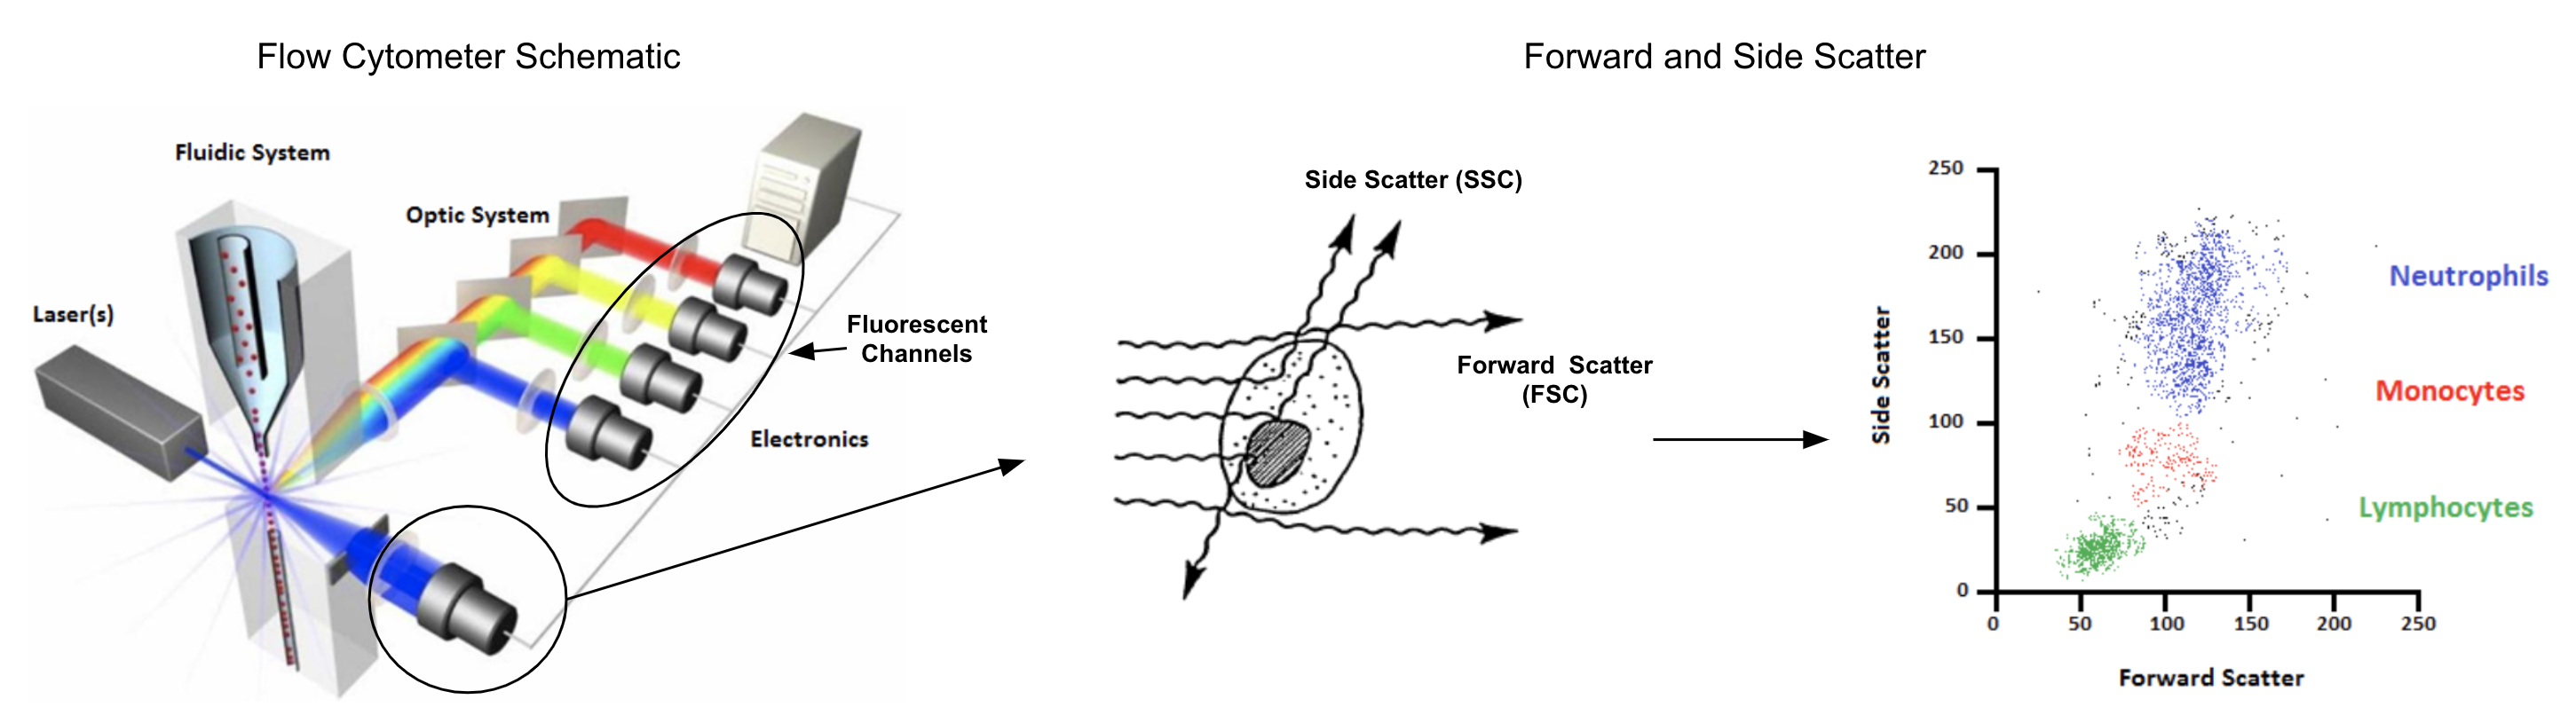 Flow Cytometer Schematic
Fluidic System
Optic System
Laser(s)
Fluorescent
Channels
Electronics
Forward and Side Scatter
Side Scatter (SSC)
Forward Scatter
(FSC)
Side Scatter
250
200
150
100
50
0
0 50 100 150 200 250
Forward Scatter
Neutrophils
Monocytes
Lymphocytes